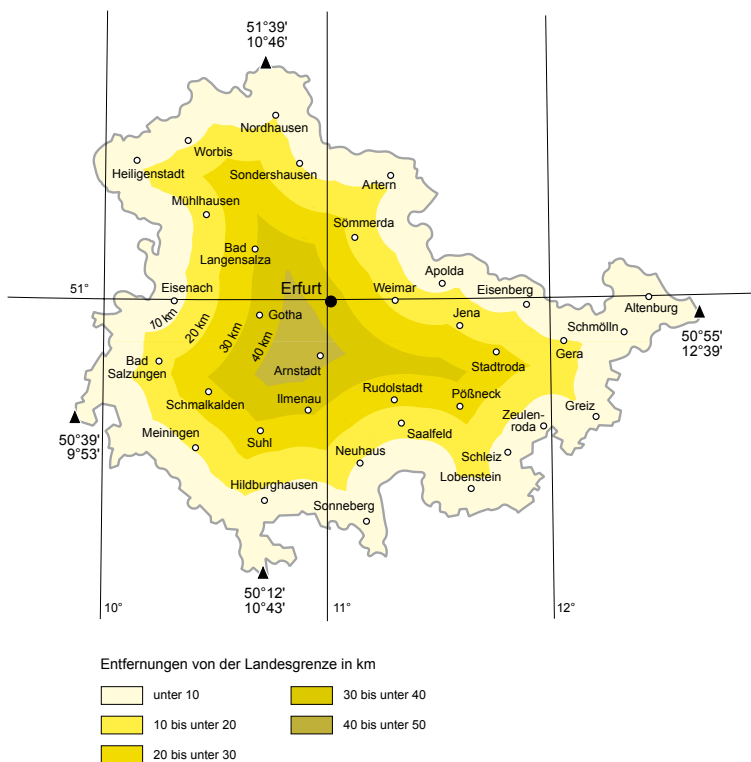 51°39'
10°46'
Nordhausen
Worbis
Heiligenstadt
Sondershausen
Artern
Mühlhausen
Sömmerda
Bad
Langensalza
Apolda
51°
Eisenach
Erfurt
Weimar
Eisenberg
Altenburg
10 km
20 km
30 km
40 km
Gotha
Jena
Schmölln
50°55'
12°39'
Gera
Bad
Salzungen
Arnstadt
Stadtroda
Schmalkalden
Ilmenau
Rudolstadt
Pößneck
Zeulen-
roda
Greiz
50°39'
9°53'
Meiningen
Suhl
Neuhaus
Saalfeld
Schleiz
Hildburghausen
Lobenstein
Sonneberg
50°12'
10°43'
10°
11°
12°
Entfernungen von der Landesgrenze in km
unter 10
30 bis unter 40
10 bis unter 20
40 bis unter 50
20 bis unter 30